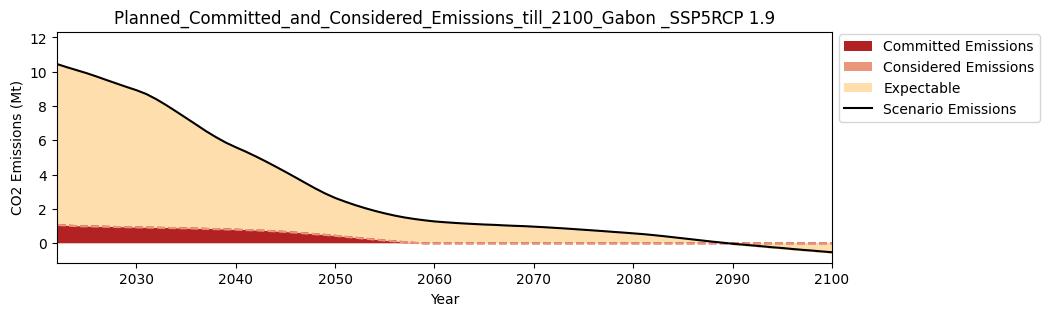 Planned_Committed_and_Considered_Emissions_till_2100_Gabon _SSP5RCP 1.9
12
10
8
6
4
2
0
CO2 Emissions (Mt)
2030 2040 2050 2060 2070 2080 2090 2100
Year
Committed Emissions
Considered Emissions
Expectable
Scenario Emissions